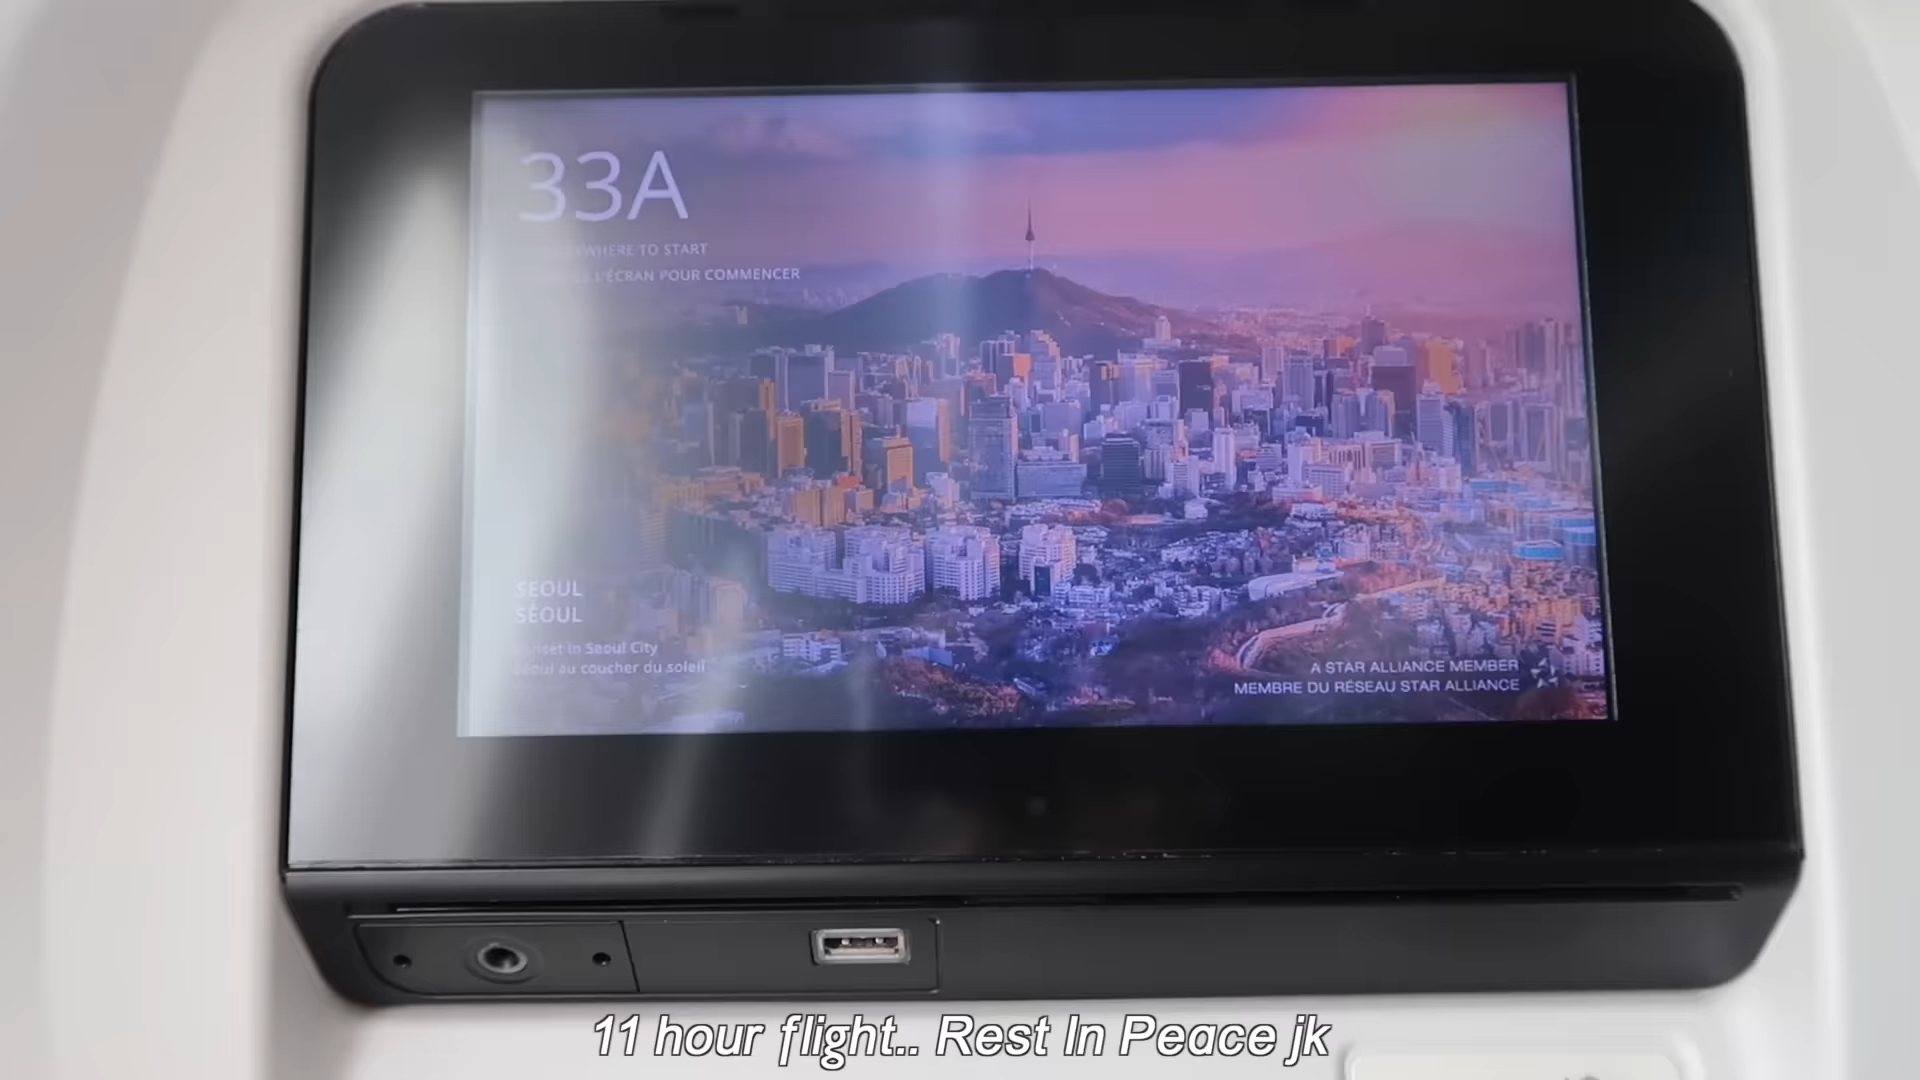 33A
WHERE TO START
L'ÉCRAN POUR COMMENCER
SEOUL
SÉOUL
in Seoul City
Séoul au coucher du soleil
A STAR ALLIANCE MEMBER
MEMBRE DU RÉSEAU STAR ALLIANCE
11 hour flight.. Rest In Peace jk